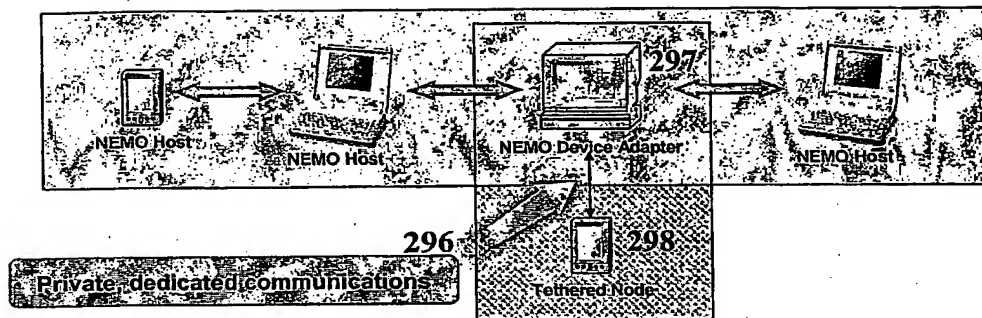 297
NEMO Host
NEMO Host
NEMO Device Adapter
NEMO Host
296
298
Private, dedicated communications
Tethered Node